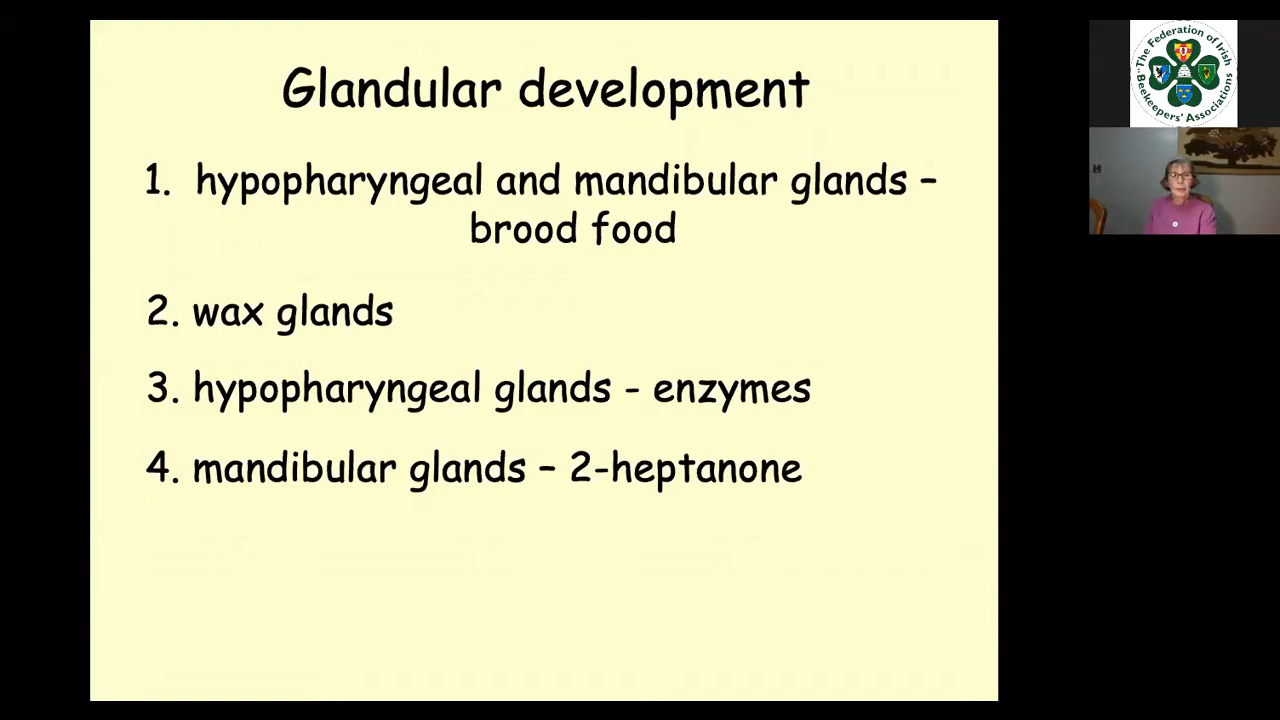 Glandular development
1. hypopharyngeal and mandibular glands –
brood food
2. wax glands
3. hypopharyngeal glands - enzymes
4. mandibular glands – 2-heptanone
"The Federation of Irish
Beekeepers' Associations"